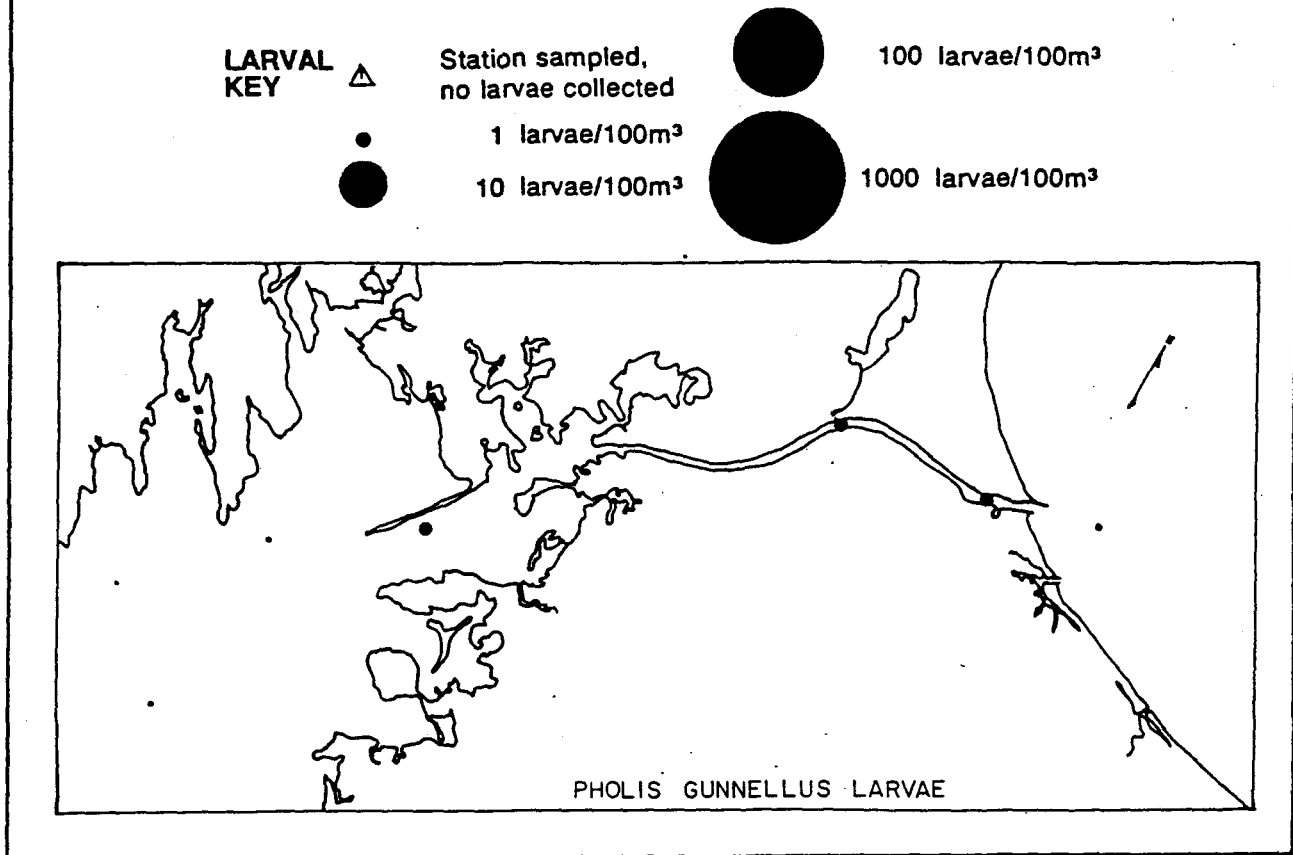 LARVAL
KEY
Station sampled,
no larvae collected
1 larvae/100m³
10 larvae/100m³
100 larvae/100m³
1000 larvae/100m³
PHOLIS GUNNELLUS LARVAE